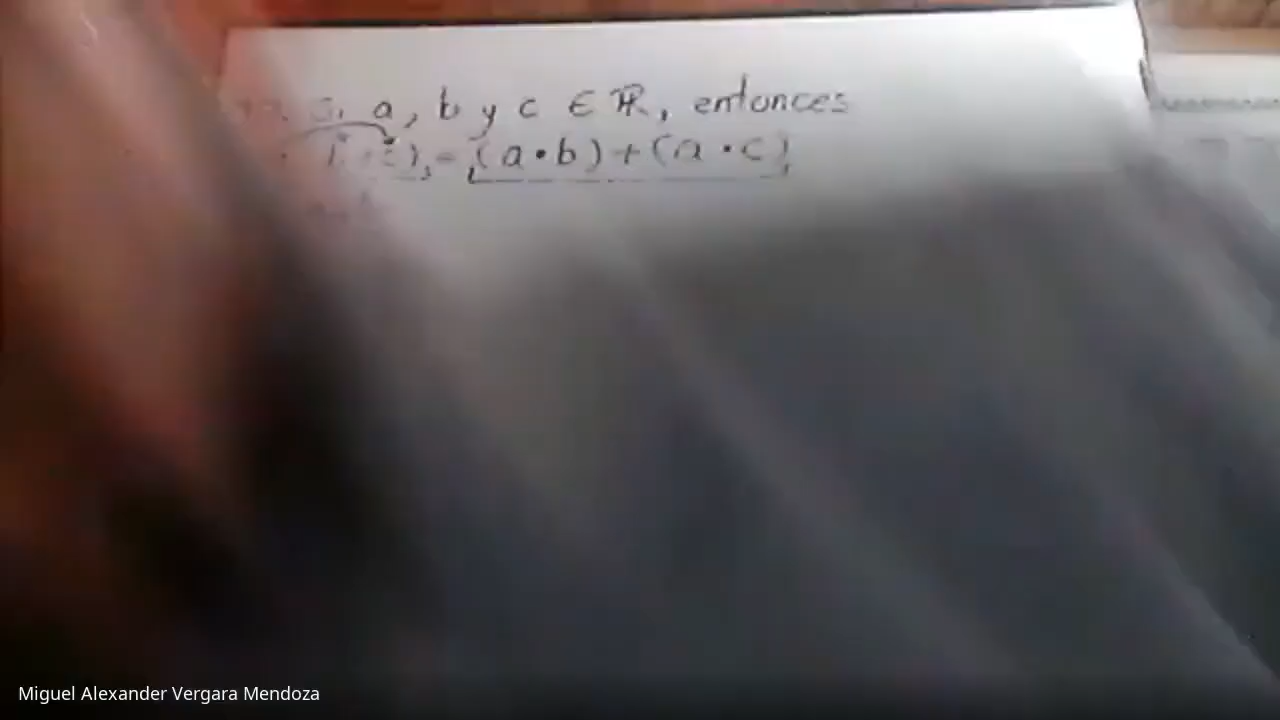 a, b y c ∈ ℝ, entonces
c) = (a•b)+(a•c)
Miguel Alexander Vergara Mendoza